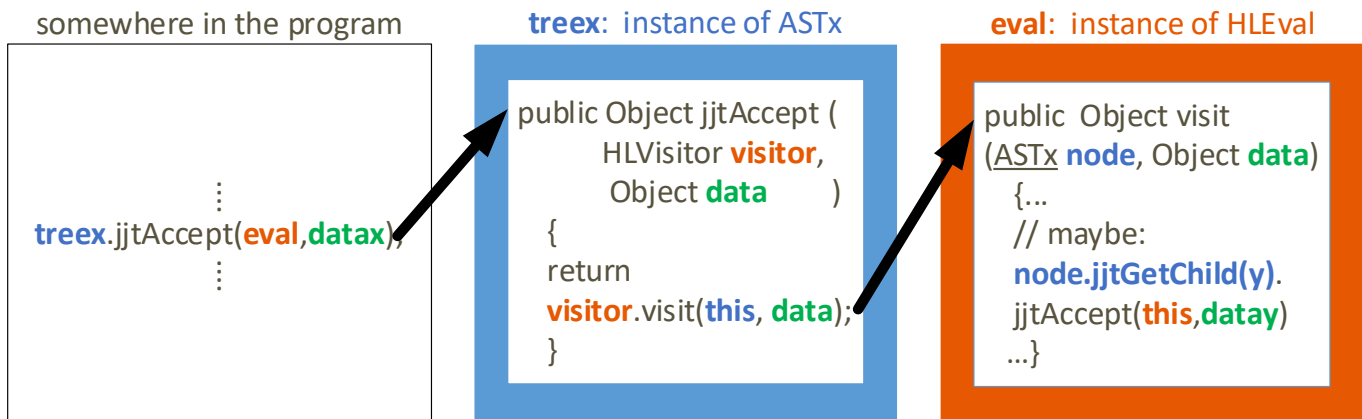 somewhere in the program
⋮
treex.jjtAccept(eval,datax);
⋮
treex: instance of ASTx
public Object jjtAccept (
HLVisitor visitor,
Object data )
{
return
visitor.visit(this, data);
}
eval: instance of HLEval
public Object visit
(ASTx node, Object data)
{...
// maybe:
node.jjtGetChild(y).
jjtAccept(this,datay)
...}